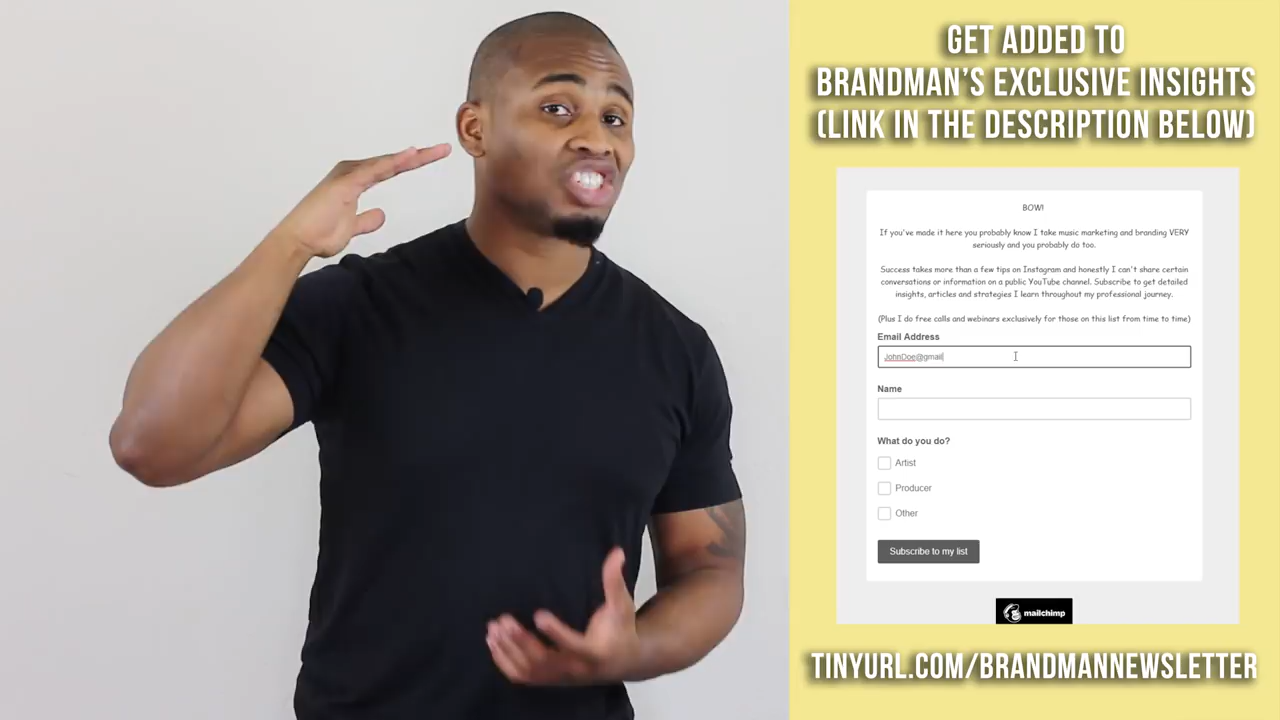 GET ADDED TO
BRANDMAN'S EXCLUSIVE INSIGHTS
(LINK IN THE DESCRIPTION BELOW)
BOW!
If you've made it here you probably know I take music marketing and branding VERY
seriously and you probably do too.
Success takes more than a few tips on Instagram and honestly I can't share certain
conversations or information on a public YouTube channel. Subscribe to get detailed
insights, articles and strategies I learn throughout my professional journey.
(Plus I do free calls and webinars exclusively for those on this list from time to time)
Email Address
JohnDoe@gmail
Name
What do you do?
Artist
Producer
Other
Subscribe to my list
mailchimp
TINYURL.COM/BRANDMANNEWSLETTER